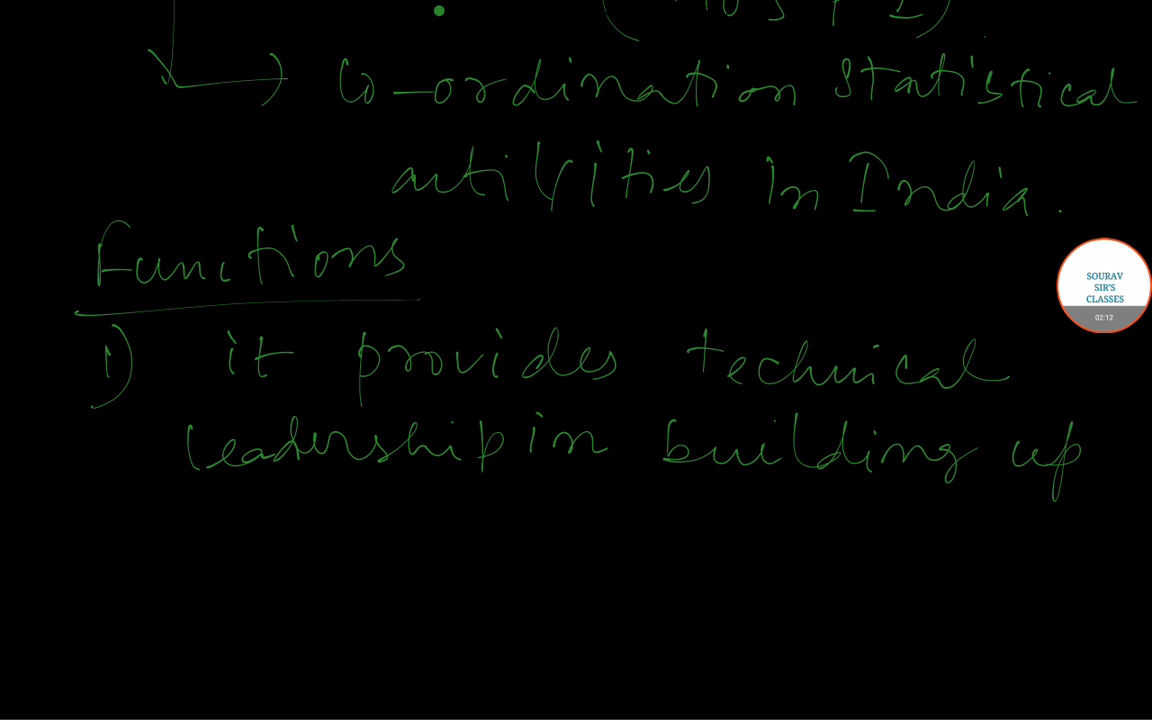 Co-ordination Statistical
activities in India.
Functions
1) it provides technical
leadership in building up
SOURAV
SIR'S
CLASSES
02:12